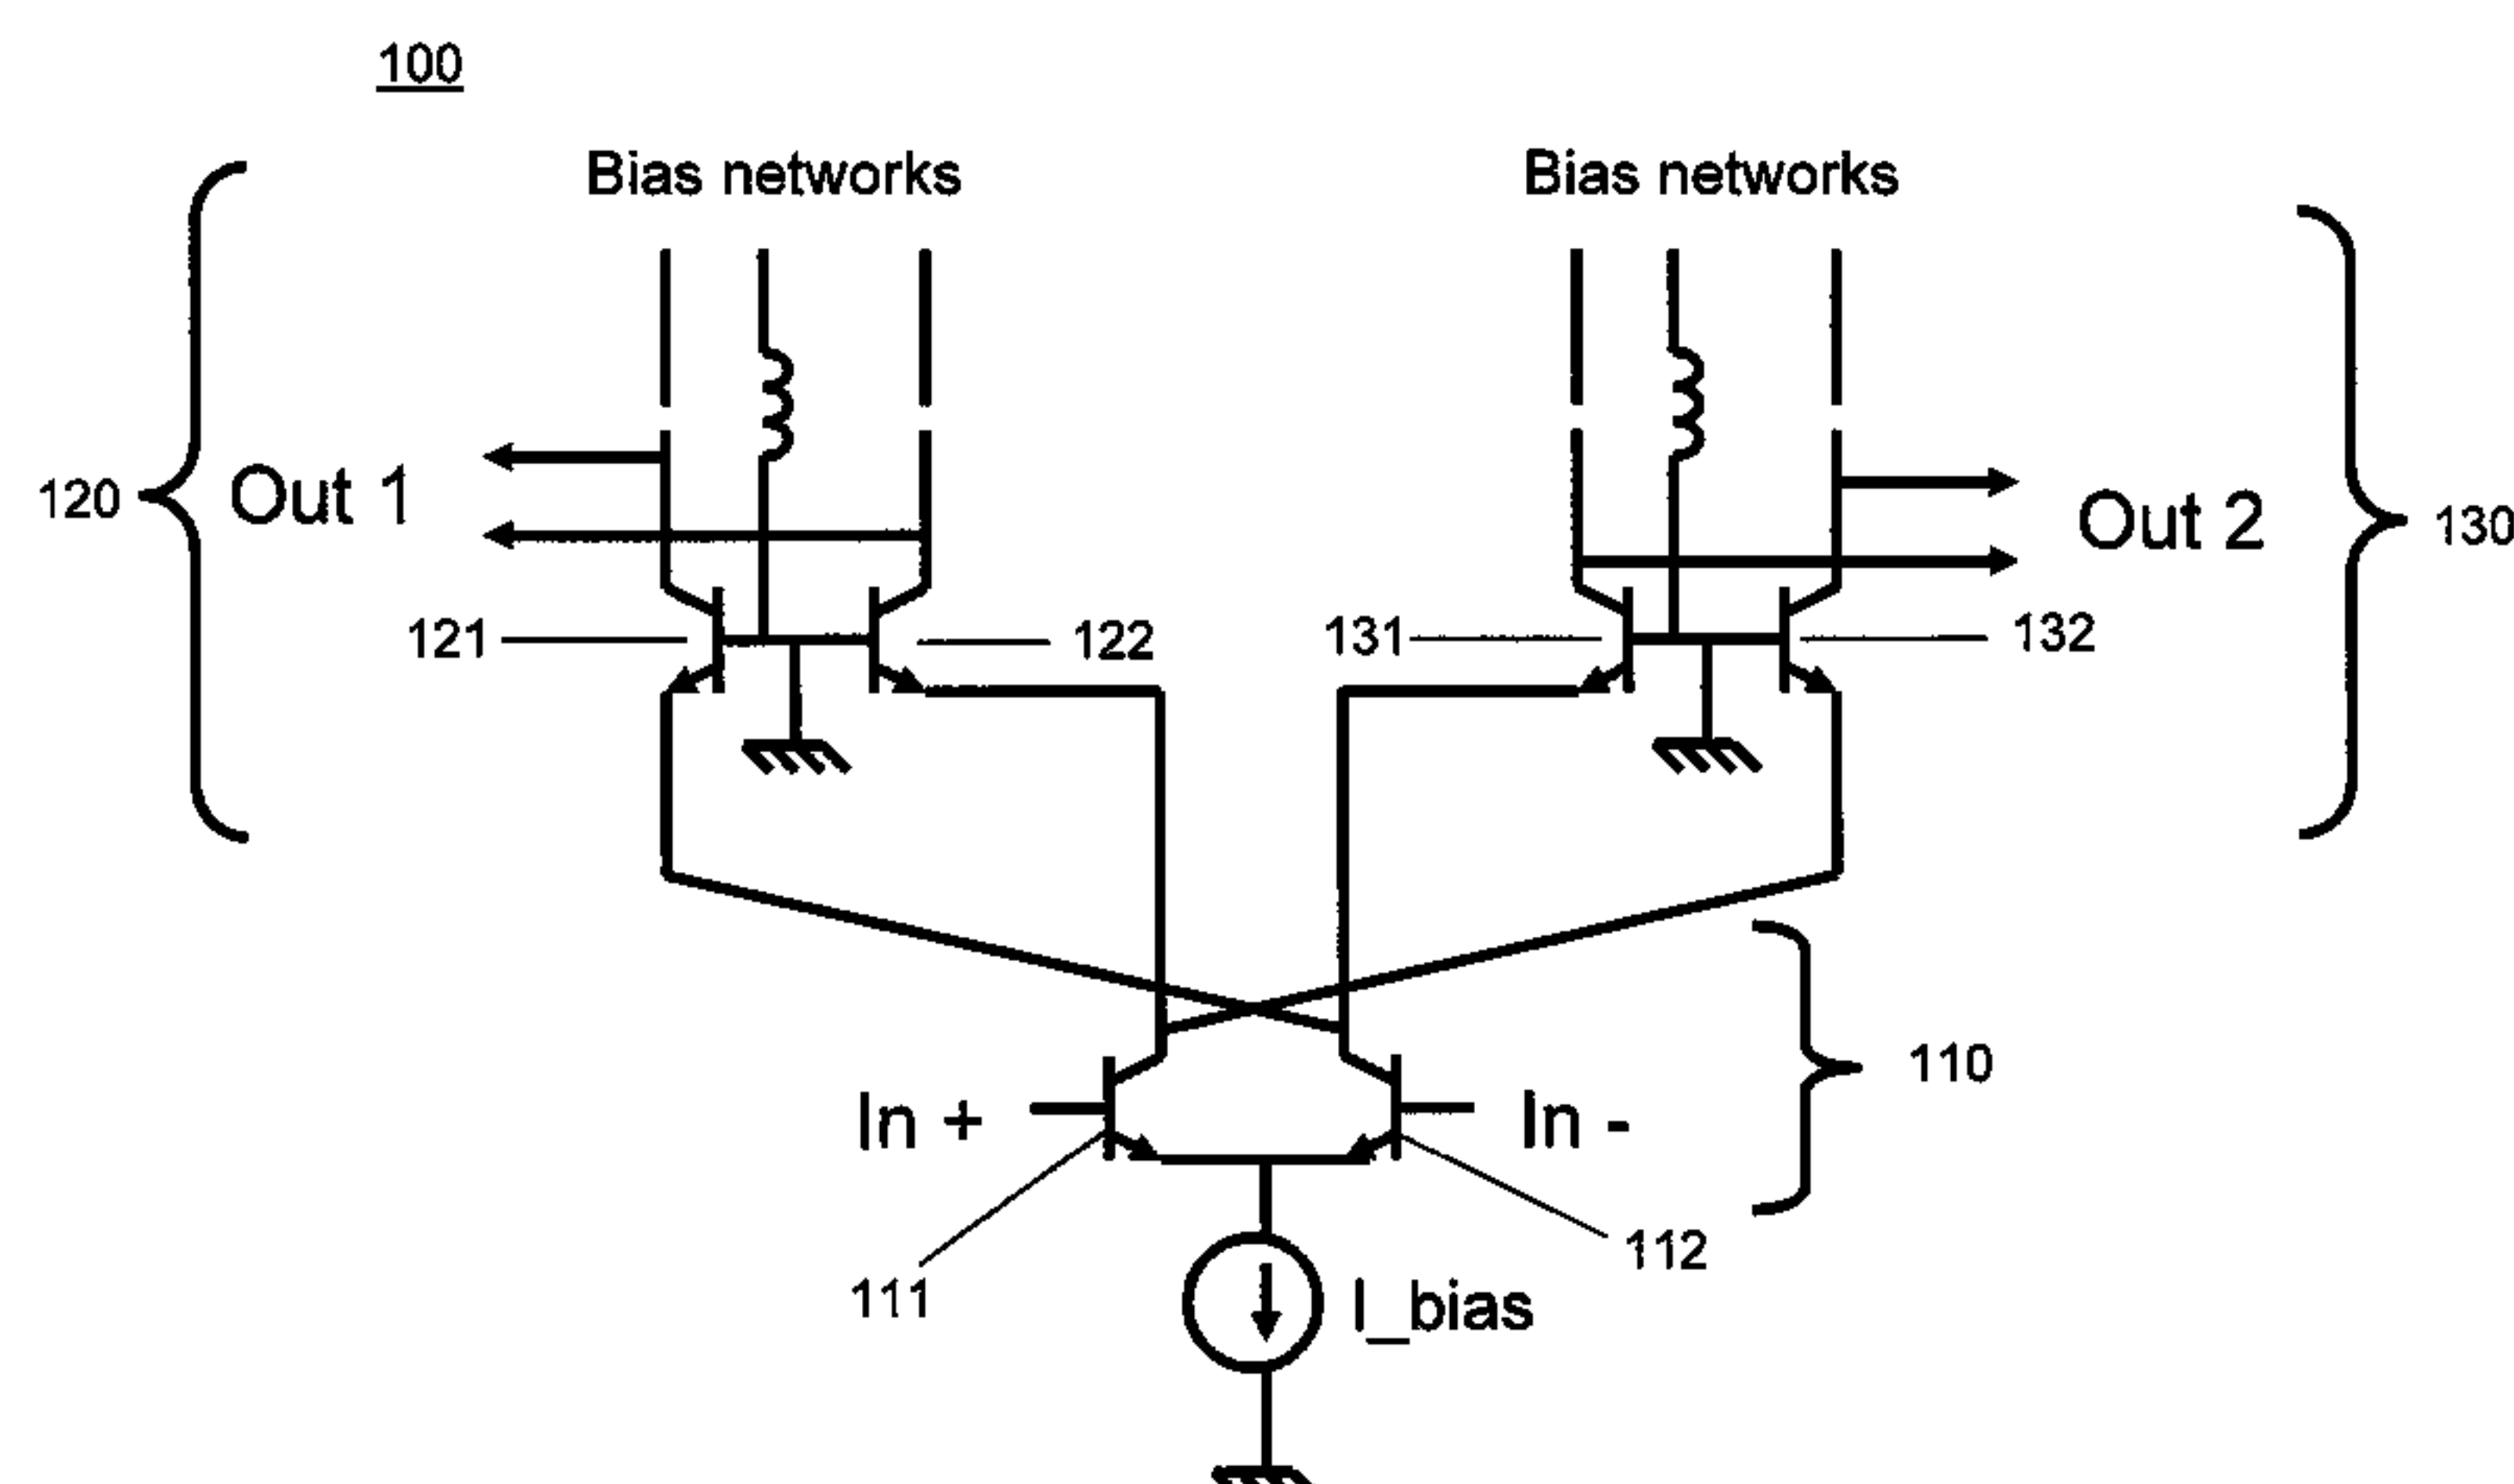 100
Bias networks
Bias networks
120
Out 1
Out 2
130
121
122
131
132
110
In +
In -
111
112
I_bias